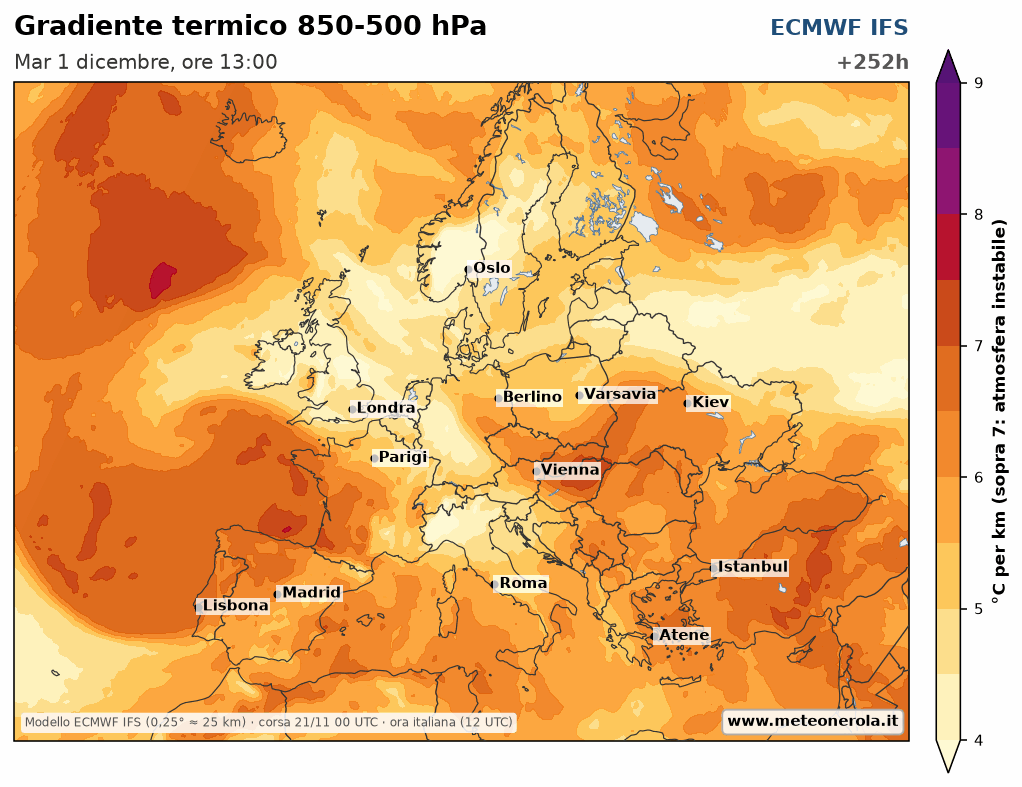 Gradiente termico 850-500 hPa
ECMWF IFS
Mar 1 dicembre, ore 13:00
+252h
Oslo
Berlino
Varsavia
Kiev
Londra
Parigi
Vienna
Istanbul
Roma
Madrid
Lisbona
Atene
9
8
7
6
5
4
°C per km (sopra 7: atmosfera instabile)
Modello ECMWF IFS (0,25° ≈ 25 km) · corsa 21/11 00 UTC · ora italiana (12 UTC)
www.meteonerola.it